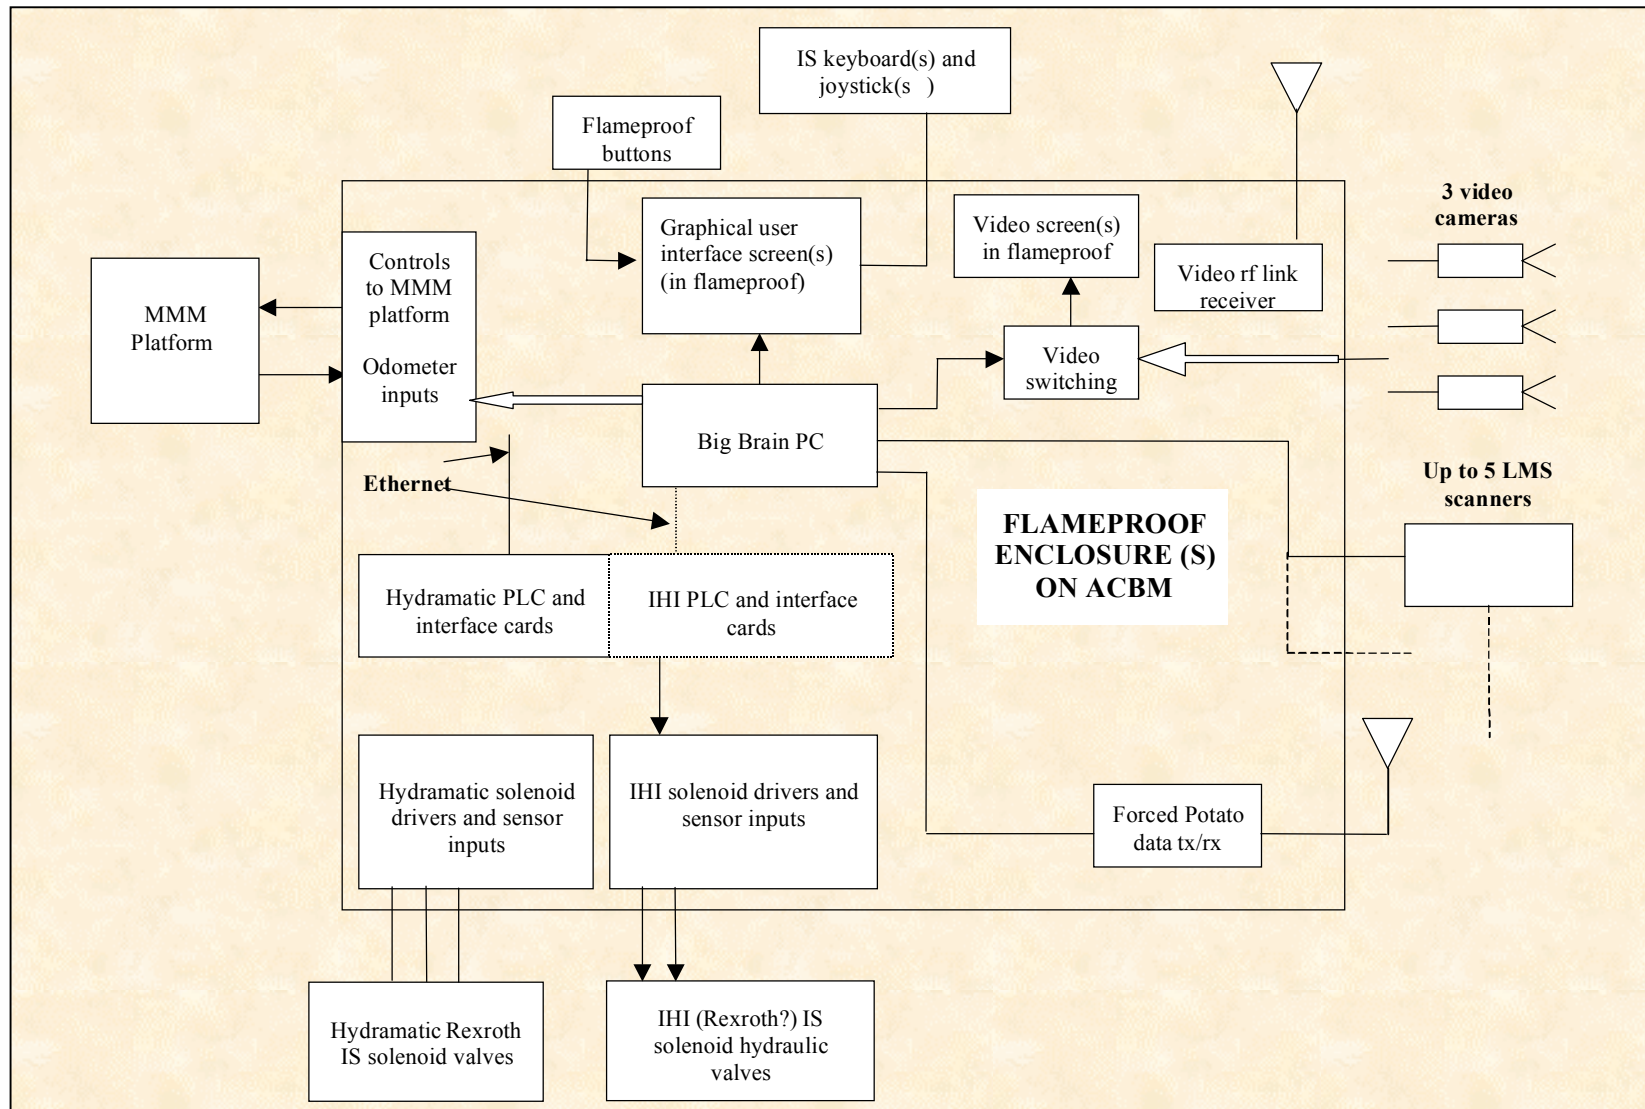 IS keyboard(s) and
joystick(s )
Flameproof
buttons
3 video
cameras
Graphical user
interface screen(s)
(in flameproof)
Video screen(s)
in flameproof
Video rf link
receiver
Controls
to MMM
platform
Odometer
inputs
MMM
Platform
Video
switching
Big Brain PC
Ethernet
Up to 5 LMS
scanners
FLAMEPROOF
ENCLOSURE (S)
ON ACBM
Hydramatic PLC and
interface cards
IHI PLC and interface
cards
Hydramatic solenoid
drivers and sensor
inputs
IHI solenoid drivers and
sensor inputs
Forced Potato
data tx/rx
Hydramatic Rexroth
IS solenoid valves
IHI (Rexroth?) IS
solenoid hydraulic
valves